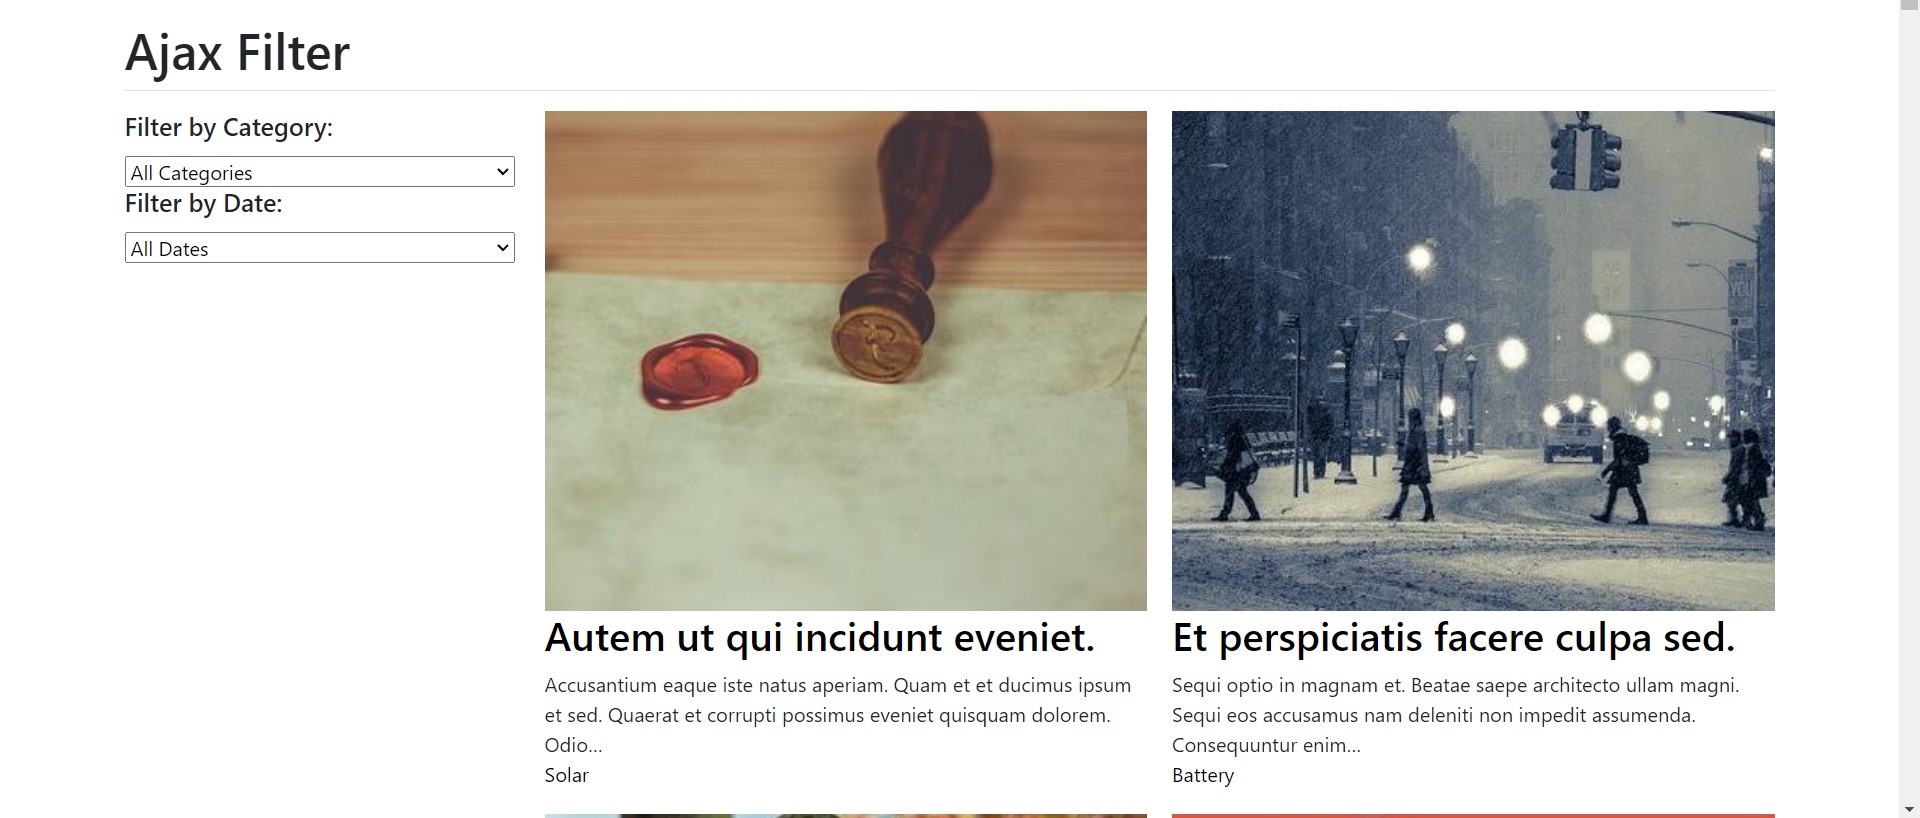 Ajax Filter
Filter by Category:
All Categories
Filter by Date:
All Dates
YOU
Autem ut qui incidunt eveniet.
Accusantium eaque iste natus aperiam. Quam et et ducimus ipsum
et sed. Quaerat et corrupti possimus eveniet quisquam dolorem.
Odio...
Solar
Et perspiciatis facere culpa sed.
Sequi optio in magnam et. Beatae saepe architecto ullam magni.
Sequi eos accusamus nam deleniti non impedit assumenda.
Consequuntur enim...
Battery